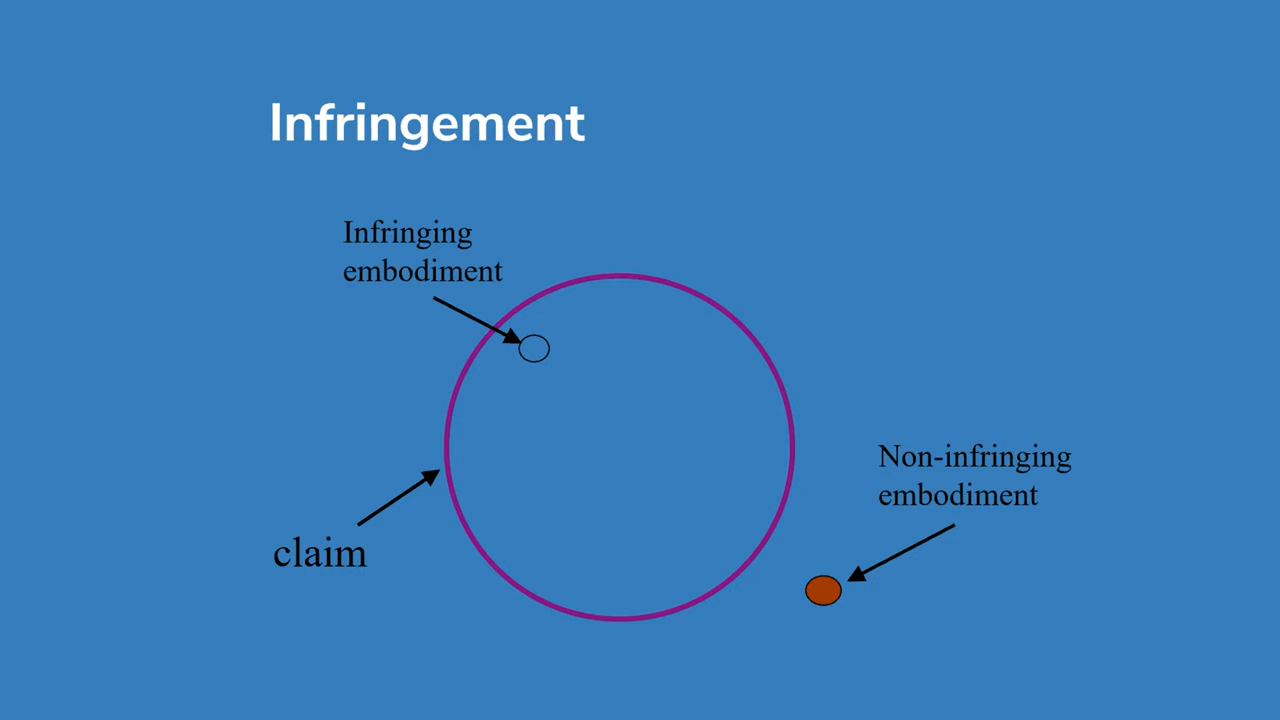 Infringement
Infringing
embodiment
Non-infringing
embodiment
claim